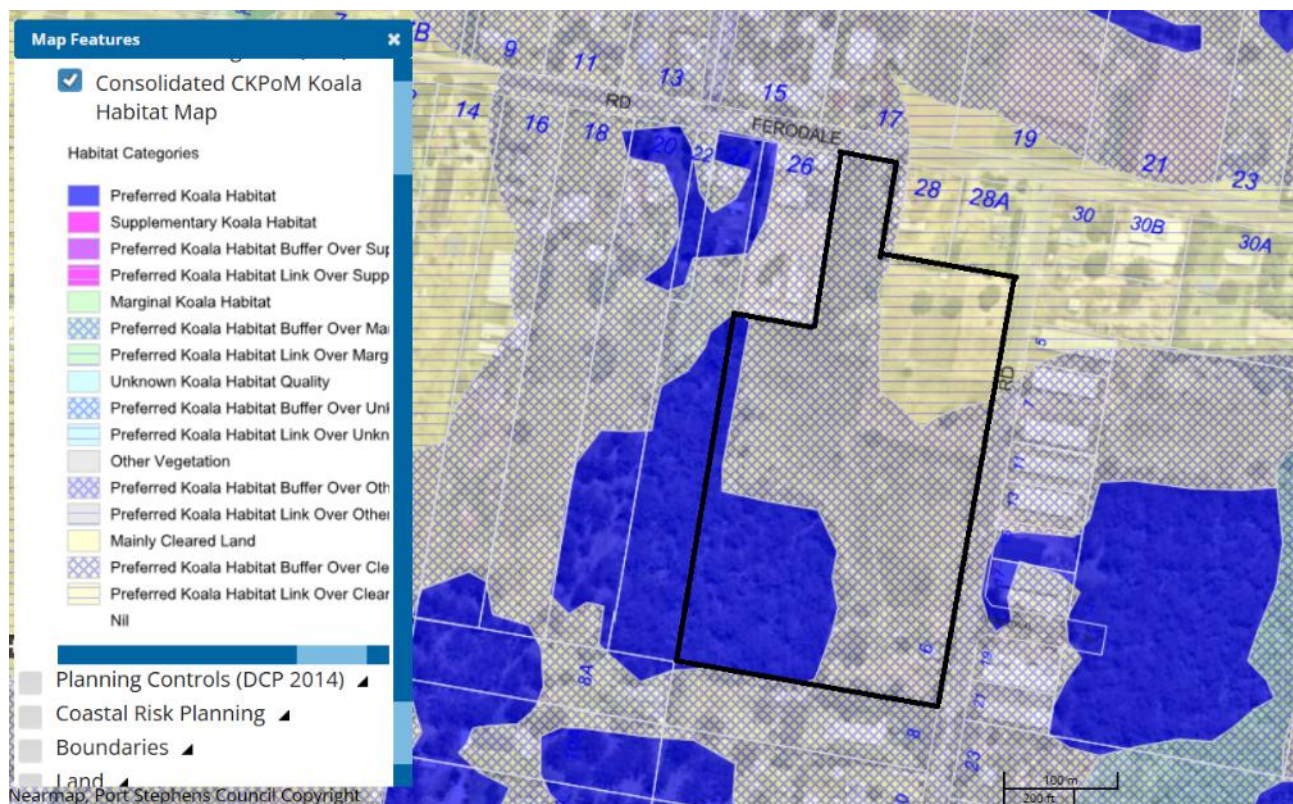 Map Features
Consolidated CKPoM Koala
Habitat Map
Habitat Categories
Preferred Koala Habitat
Supplementary Koala Habitat
Preferred Koala Habitat Buffer Over Sup
Preferred Koala Habitat Link Over Supp
Marginal Koala Habitat
Preferred Koala Habitat Buffer Over Mar
Preferred Koala Habitat Link Over Marg
Unknown Koala Habitat Quality
Preferred Koala Habitat Buffer Over Unk
Preferred Koala Habitat Link Over Unkn
Other Vegetation
Preferred Koala Habitat Buffer Over Oth
Preferred Koala Habitat Link Over Other
Mainly Cleared Land
Preferred Koala Habitat Buffer Over Cle
Preferred Koala Habitat Link Over Clear
Nil
Planning Controls (DCP 2014)
Coastal Risk Planning
Boundaries
Land
Nearmap, Port Stephens Council Copyright
9
11
13
15
17
19
21
23
RD
FERODALE
14
16
18
20
22
26
28
28A
30
30B
30A
RD
5
7
11
13
19
21
23
6
8
8A
100 m
200 ft